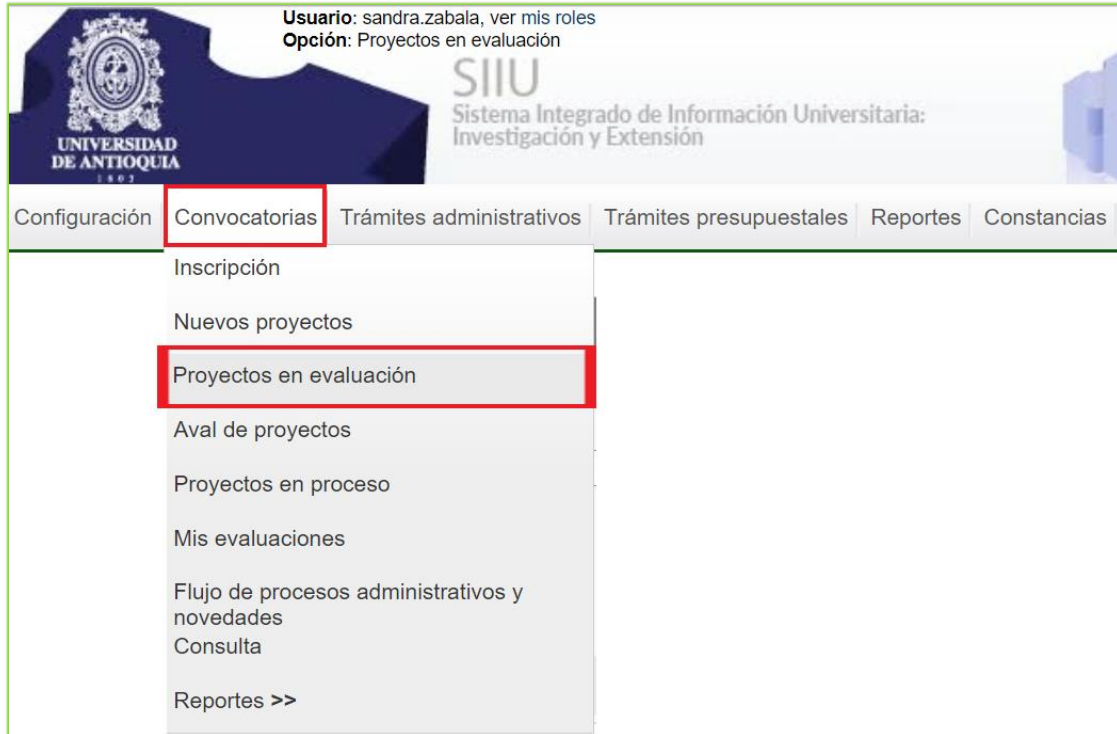 Usuario: sandra.zabala, ver mis roles
Opción: Proyectos en evaluación
SIIU
Sistema Integrado de Información Universitaria:
Investigación y Extensión
UNIVERSIDAD
DE ANTIOQUIA
1803
Configuración Convocatorias Trámites administrativos Trámites presupuestales Reportes Constancias
Inscripción
Nuevos proyectos
Proyectos en evaluación
Aval de proyectos
Proyectos en proceso
Mis evaluaciones
Flujo de procesos administrativos y
novedades
Consulta
Reportes >>